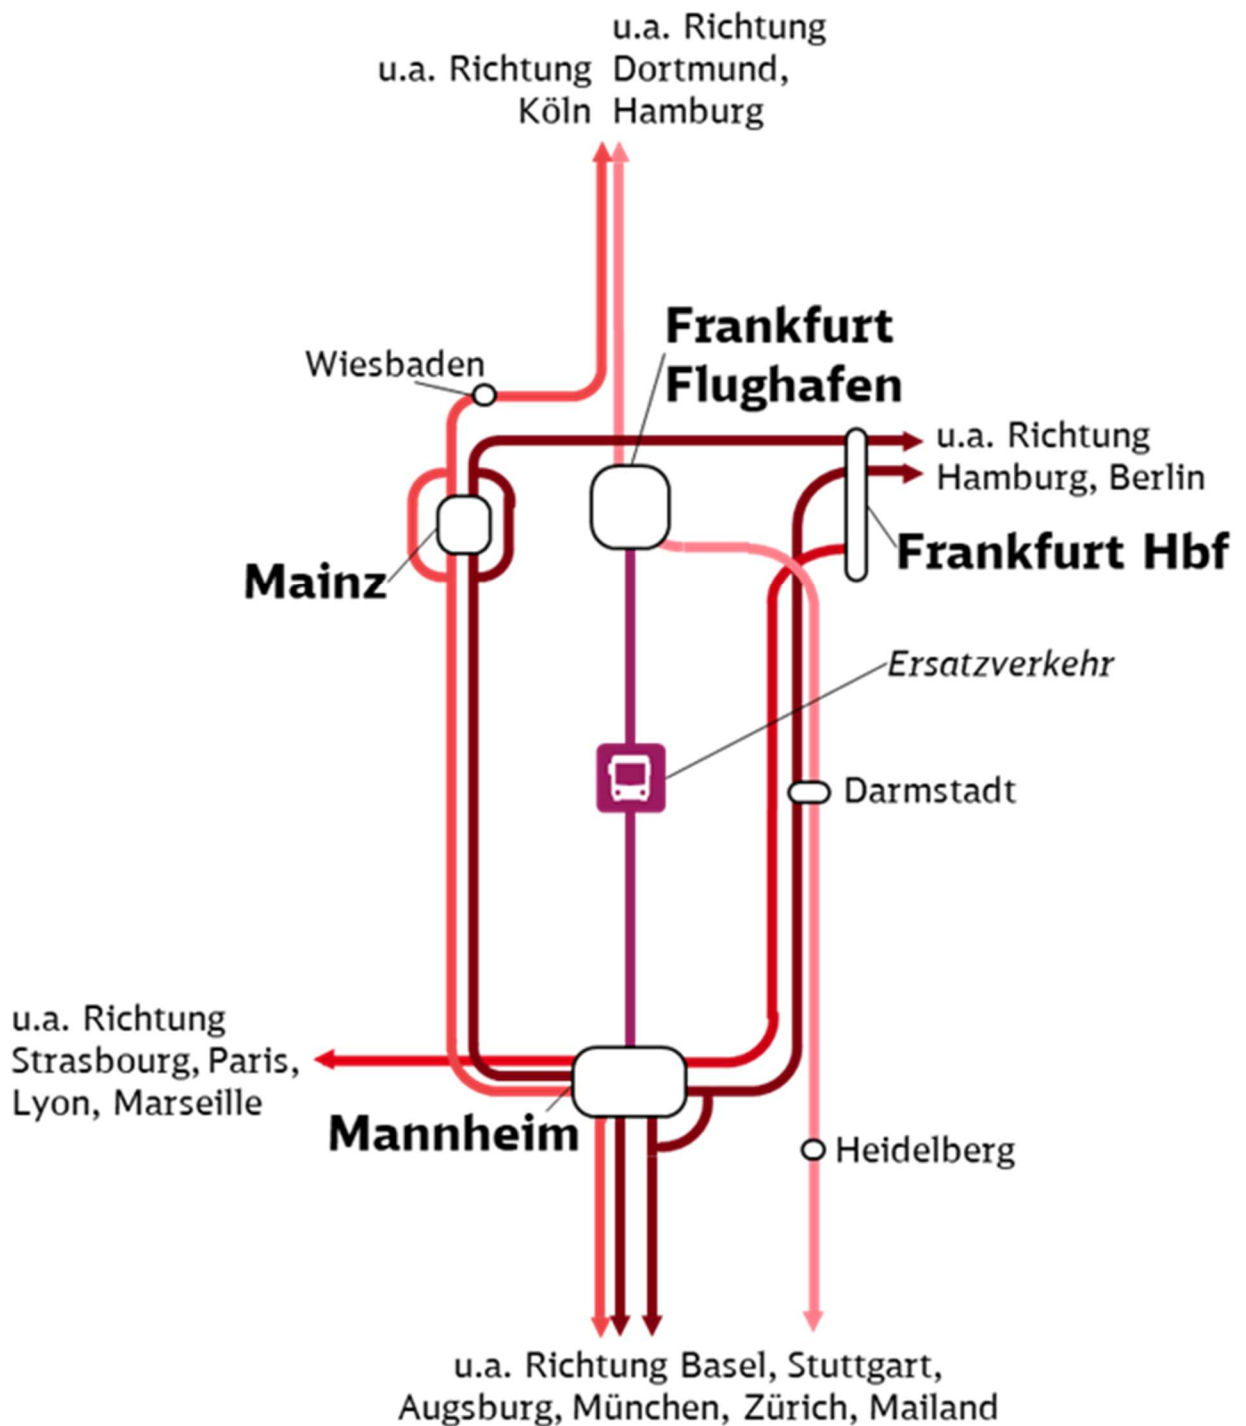 u.a. Richtung
Köln
u.a. Richtung
Dortmund,
Hamburg
Wiesbaden
Frankfurt
Flughafen
u.a. Richtung
Hamburg, Berlin
Frankfurt Hbf
Mainz
Ersatzverkehr
Darmstadt
u.a. Richtung
Strasbourg, Paris,
Lyon, Marseille
Mannheim
Heidelberg
u.a. Richtung Basel, Stuttgart,
Augsburg, München, Zürich, Mailand